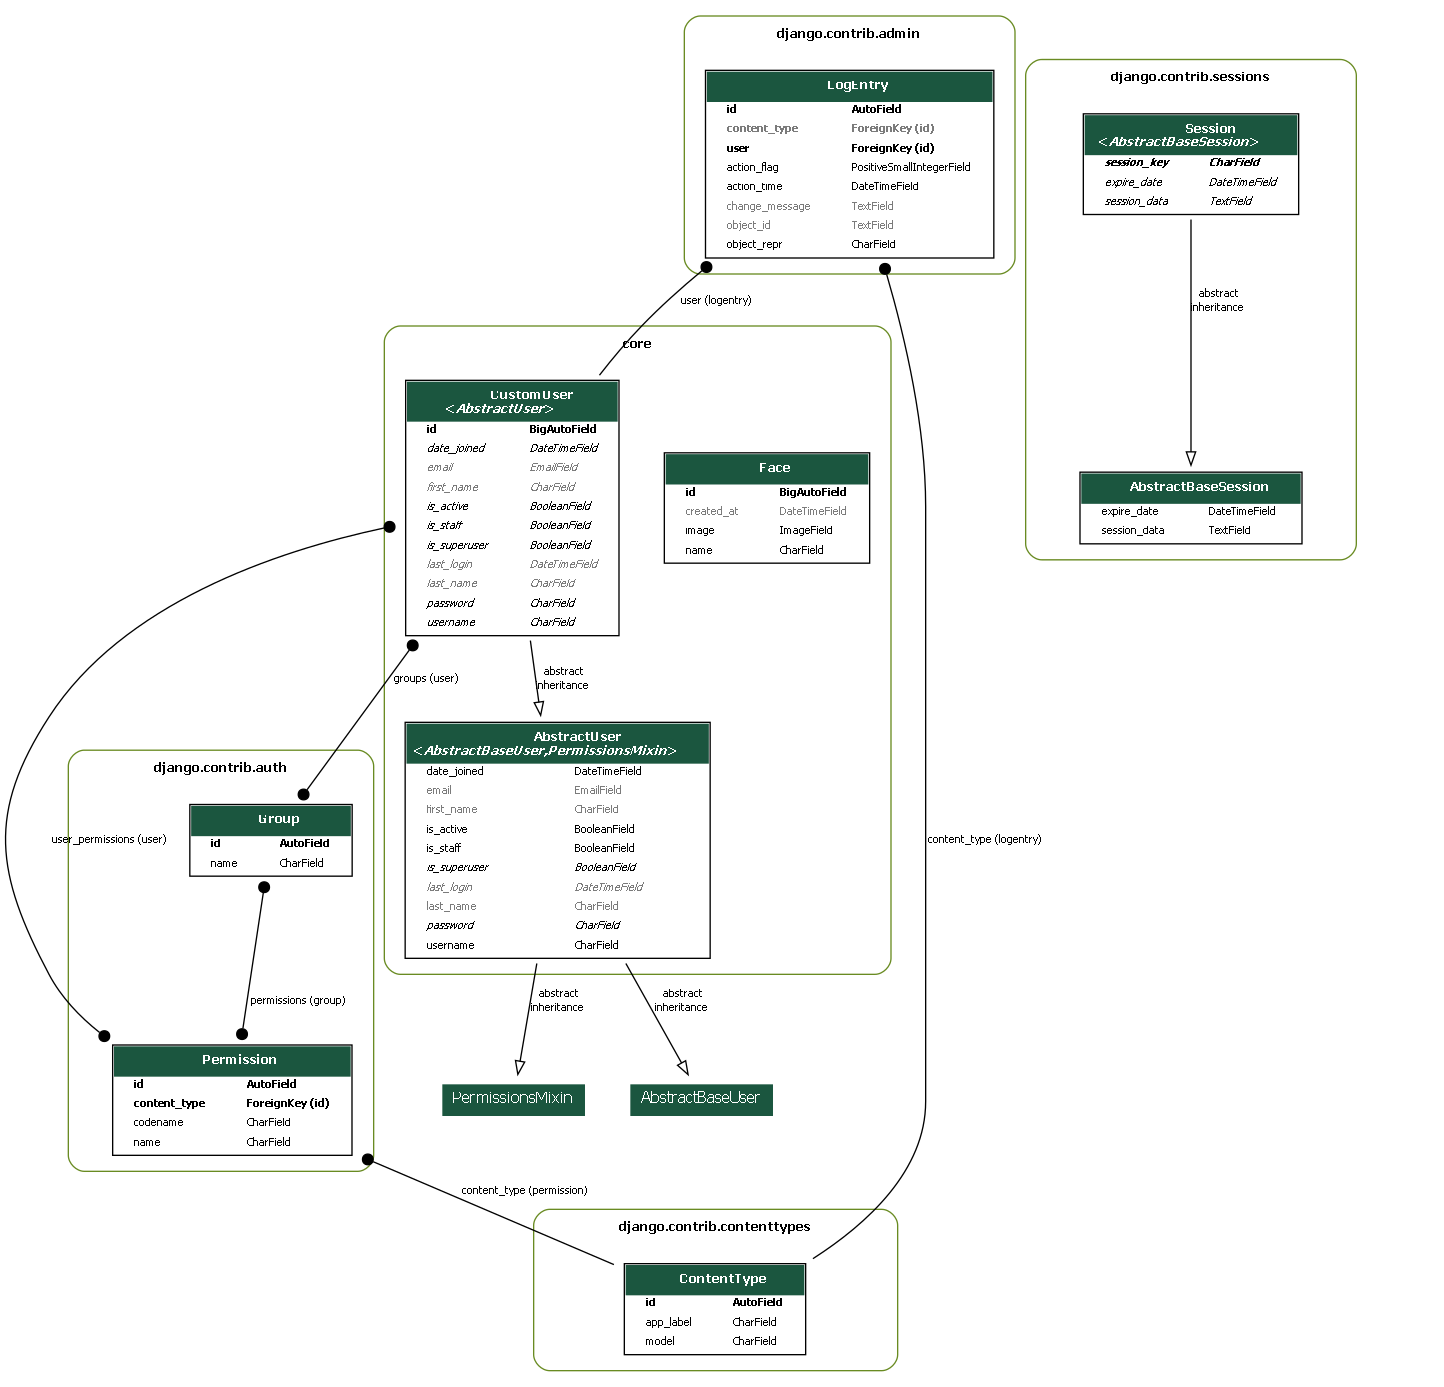 django.contrib.admin
LogEntry
id AutoField
content_type ForeignKey (id)
user ForeignKey (id)
action_flag PositiveSmallIntegerField
action_time DateTimeField
change_message TextField
object_id TextField
object_repr CharField
django.contrib.sessions
Session
<AbstractBaseSession>
session_key CharField
expire_date DateTimeField
session_data TextField
abstract
inheritance
AbstractBaseSession
expire_date DateTimeField
session_data TextField
user (logentry)
core
CustomUser
<AbstractUser>
id BigAutoField
date_joined DateTimeField
email EmailField
first_name CharField
is_active BooleanField
is_staff BooleanField
is_superuser BooleanField
last_login DateTimeField
last_name CharField
password CharField
username CharField
Face
id BigAutoField
created_at DateTimeField
image ImageField
name CharField
groups (user)
abstract
inheritance
AbstractUser
<AbstractBaseUser,PermissionsMixin>
date_joined DateTimeField
email EmailField
first_name CharField
is_active BooleanField
is_staff BooleanField
is_superuser BooleanField
last_login DateTimeField
last_name CharField
password CharField
username CharField
django.contrib.auth
Group
id AutoField
name CharField
user_permissions (user)
content_type (logentry)
permissions (group)
abstract
inheritance
abstract
inheritance
Permission
id AutoField
content_type ForeignKey (id)
codename CharField
name CharField
PermissionsMixin
AbstractBaseUser
content_type (permission)
django.contrib.contenttypes
ContentType
id AutoField
app_label CharField
model CharField